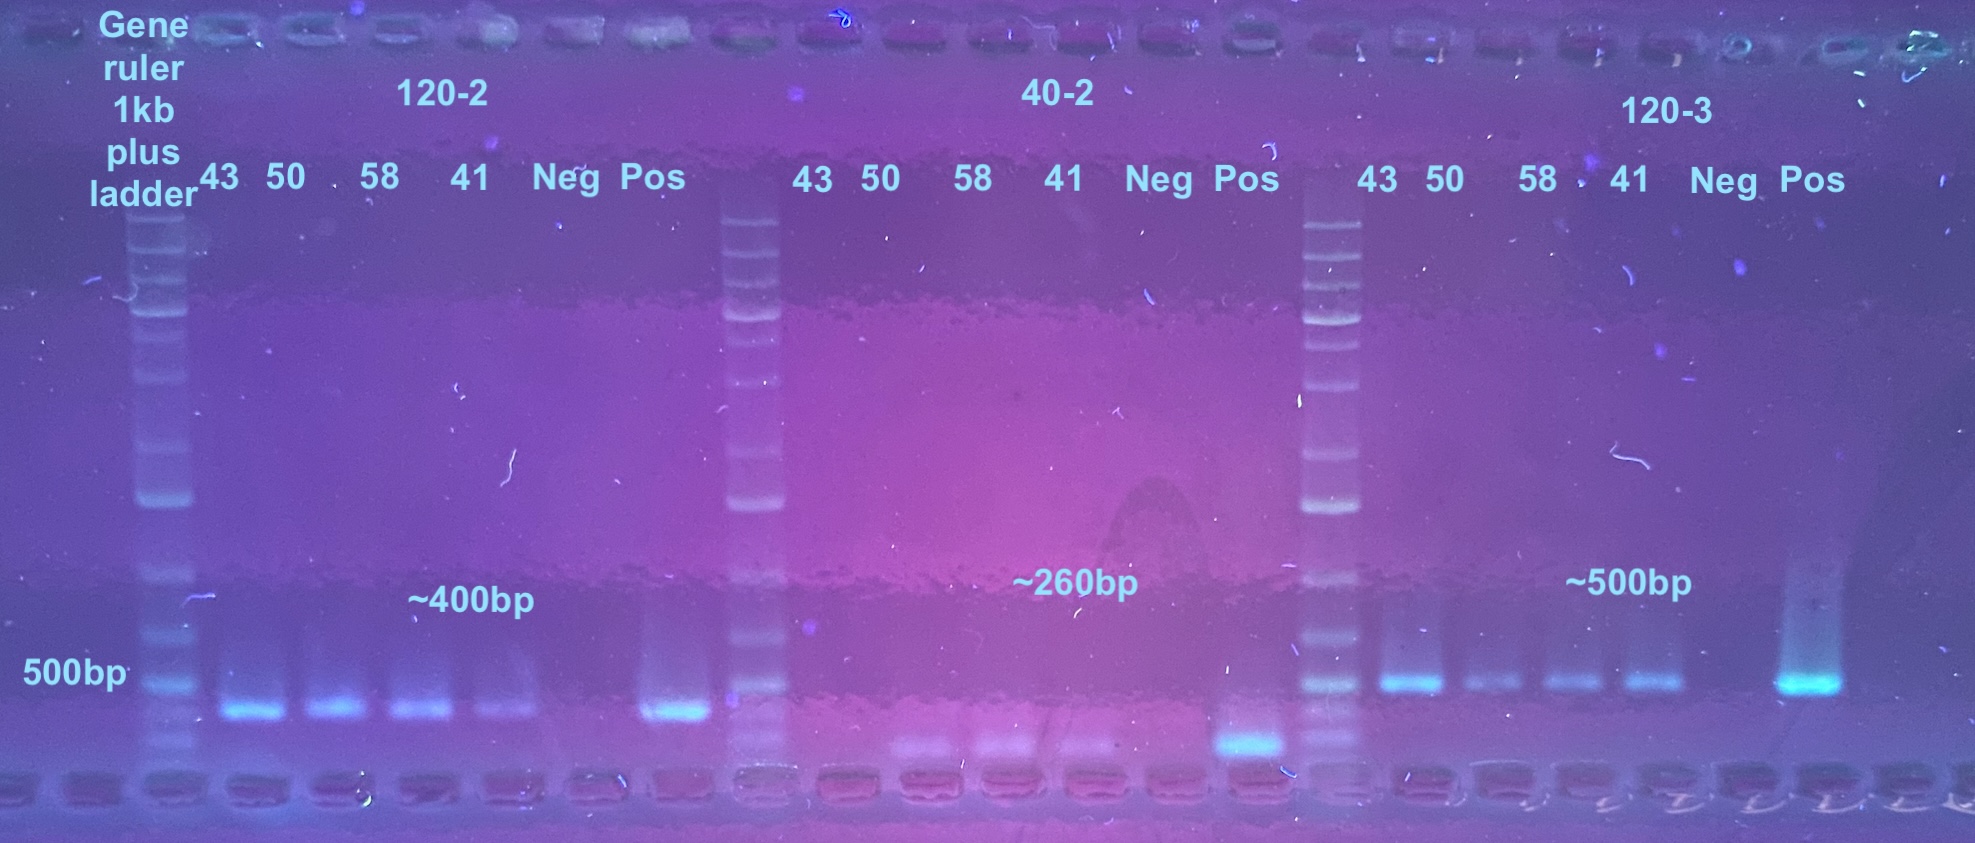 Gene
ruler
1kb
plus
ladder
120-2
40-2
120-3
43 50 58 41 Neg Pos
43 50 58 41 Neg Pos
43 50 58 41 Neg Pos
~400bp
~260bp
~500bp
500bp